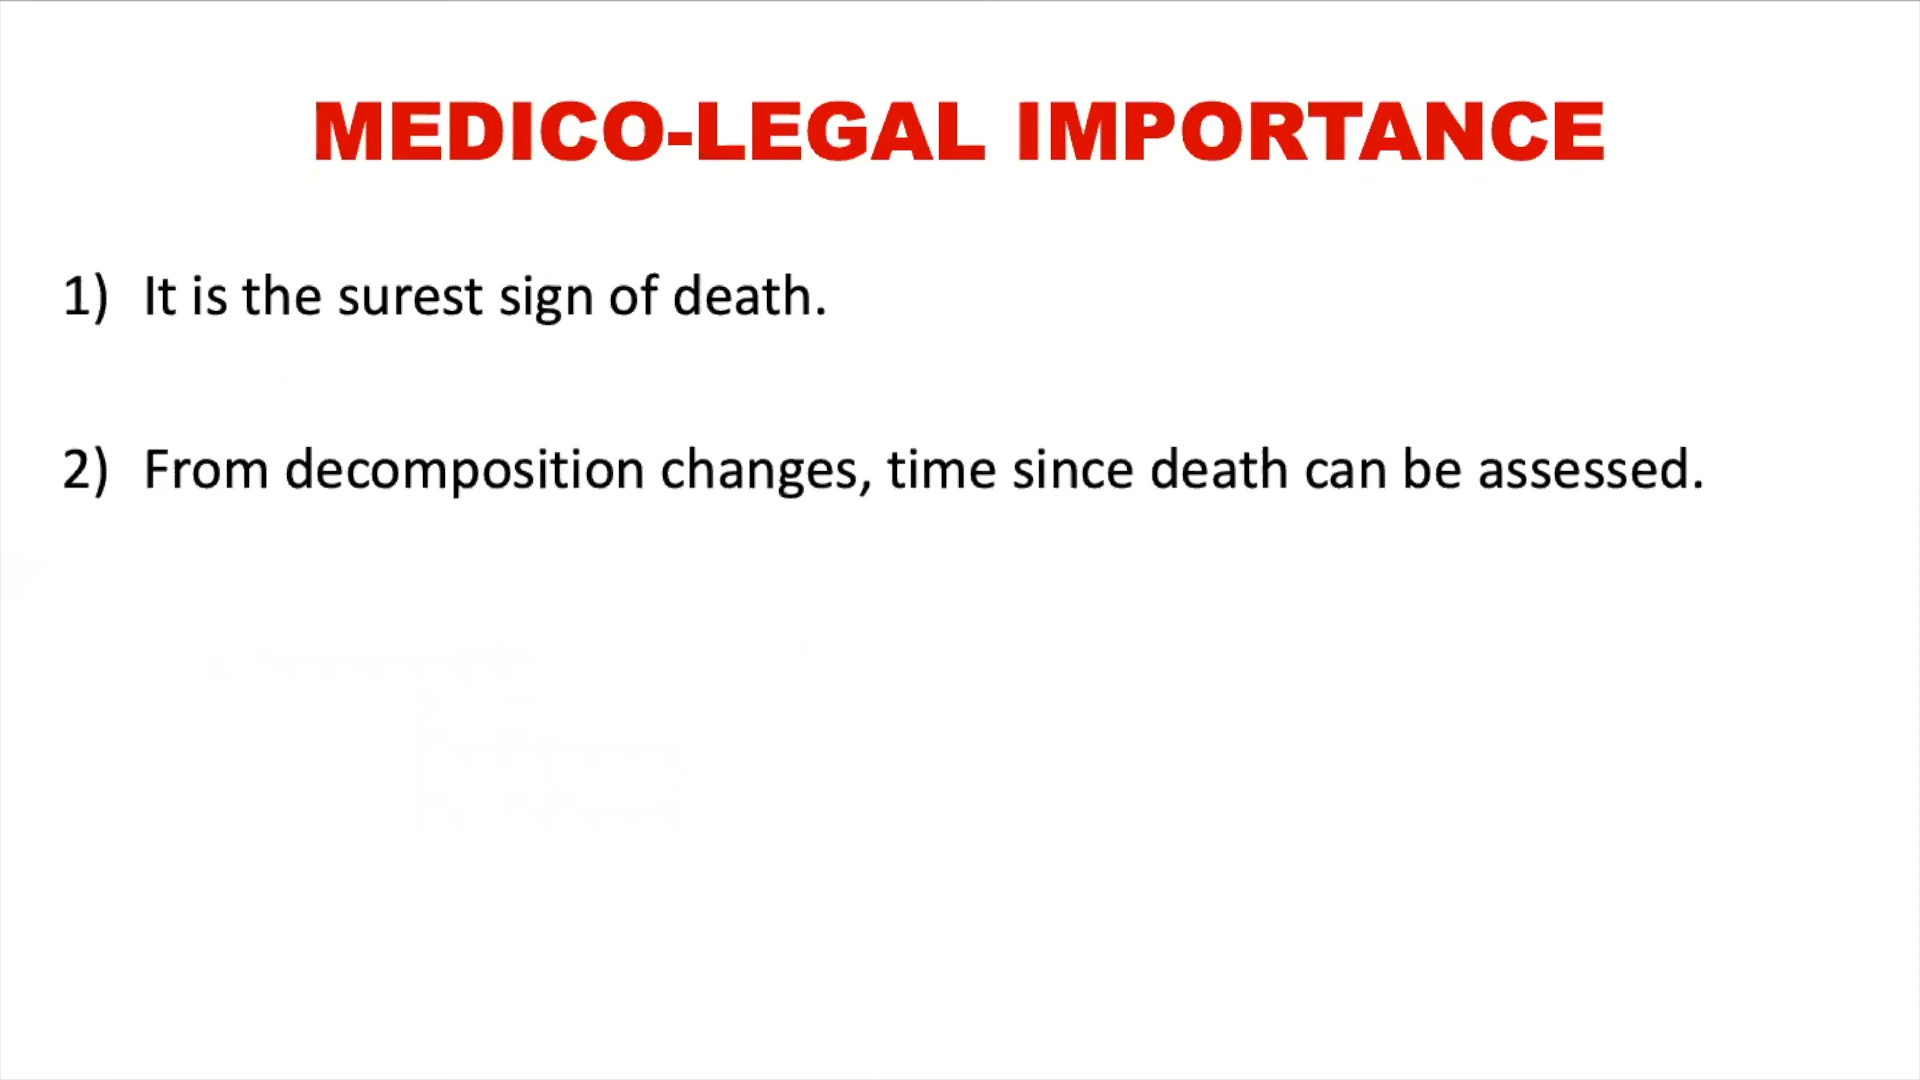 MEDICO-LEGAL IMPORTANCE
1) It is the surest sign of death.
2) From decomposition changes, time since death can be assessed.